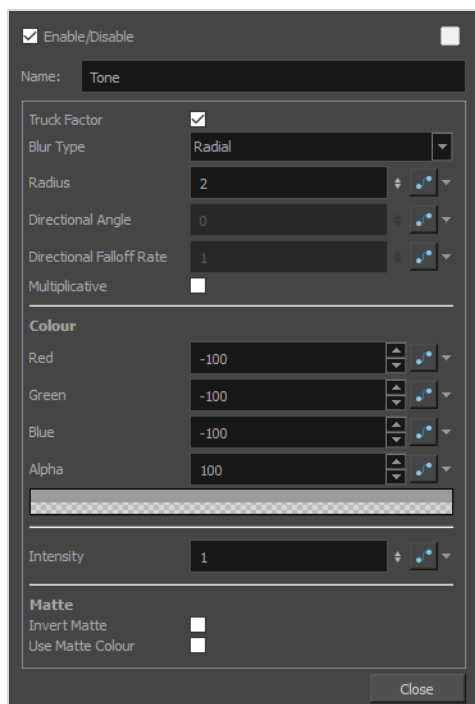 Enable/Disable
Name: Tone
Truck Factor
Blur Type Radial
Radius 2
Directional Angle 0
Directional Falloff Rate 1
Multiplicative
Colour
Red -100
Green -100
Blue -100
Alpha 100
Intensity 1
Matte
Invert Matte
Use Matte Colour
Close